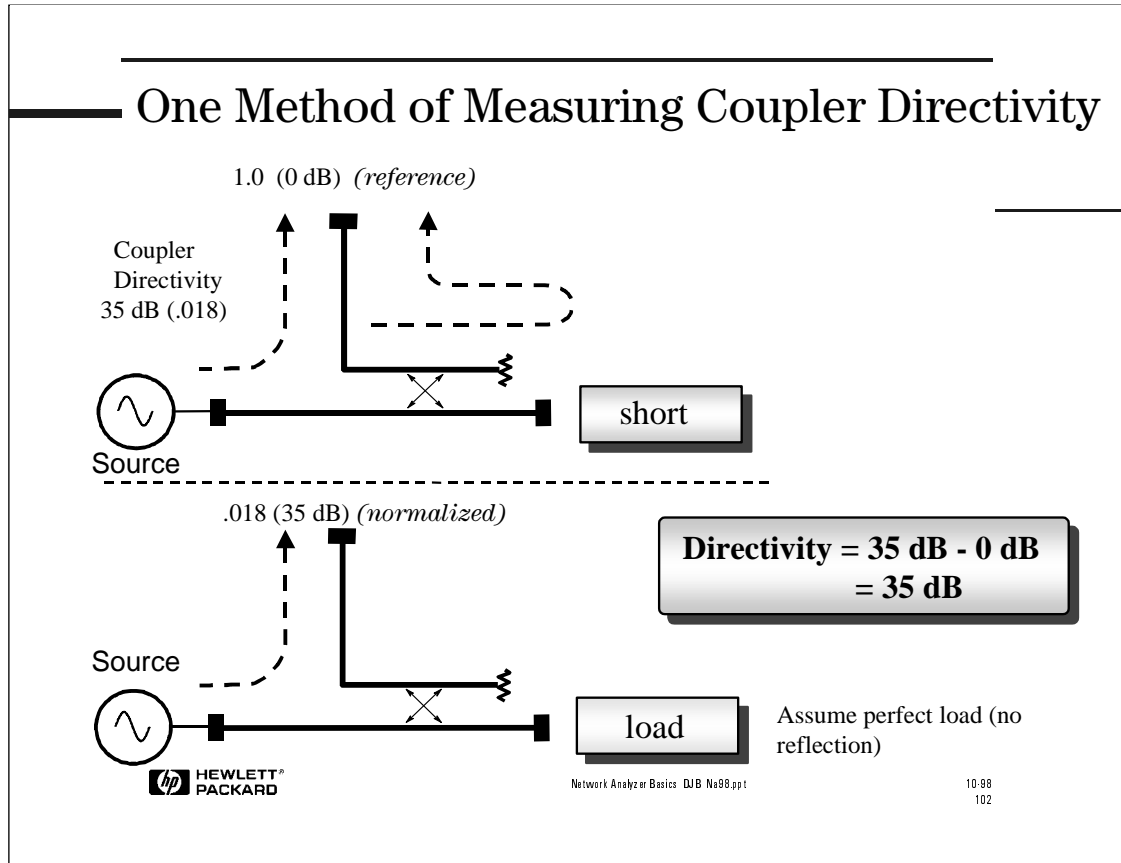 One Method of Measuring Coupler Directivity
1.0 (0 dB) (reference)
Coupler
Directivity
35 dB (.018)
short
Source
.018 (35 dB) (normalized)
Directivity = 35 dB - 0 dB
= 35 dB
Source
load
Assume perfect load (no
reflection)
hp HEWLETT®
PACKARD
Network Analyzer Basics DJB Na98.ppt
10-98
102